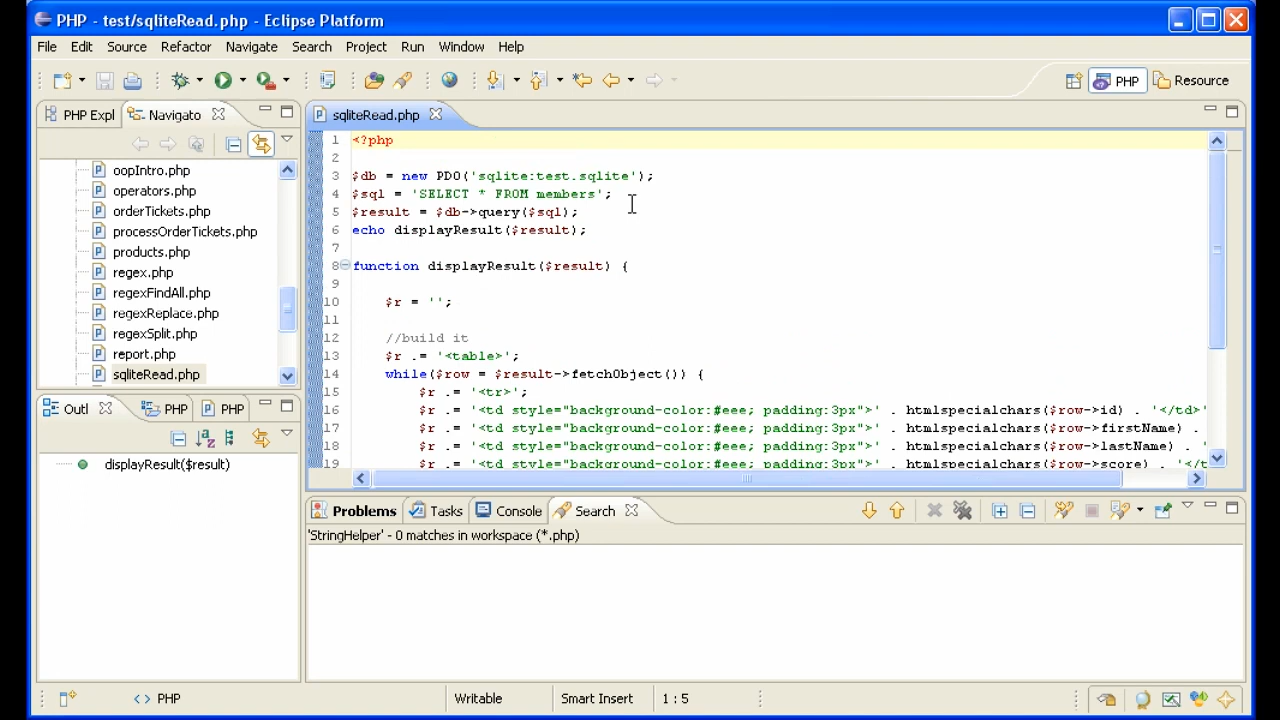 PHP - test/sqliteRead.php - Eclipse Platform
File Edit Source Refactor Navigate Search Project Run Window Help
PHP Resource
PHP Expl Navigato
oopIntro.php
operators.php
orderTickets.php
processOrderTickets.php
products.php
regex.php
regexFindAll.php
regexReplace.php
regexSplit.php
report.php
sqliteRead.php
Outl PHP PHP
displayResult($result)
sqliteRead.php
1 <?php
2
3 $db = new PDO('sqlite:test.sqlite');
4 $sql = 'SELECT * FROM members';
5 $result = $db->query($sql);
6 echo displayResult($result);
7
8 function displayResult($result) {
9
10 $r = '';
11
12 //build it
13 $r .= '<table>';
14 while($row = $result->fetchObject()) {
15 $r .= '<tr>';
16 $r .= '<td style="background-color:#eee; padding:3px">' . htmlspecialchars($row->id) . '</td>'
17 $r .= '<td style="background-color:#eee; padding:3px">' . htmlspecialchars($row->firstName) .
18 $r .= '<td style="background-color:#eee; padding:3px">' . htmlspecialchars($row->lastName) . '
19 $r .= '<td style="background-color:#eee; padding:3px">' . htmlspecialchars($row->score) . '</t
Problems Tasks Console Search
'StringHelper' - 0 matches in workspace (*.php)
<> PHP Writable Smart Insert 1 : 5